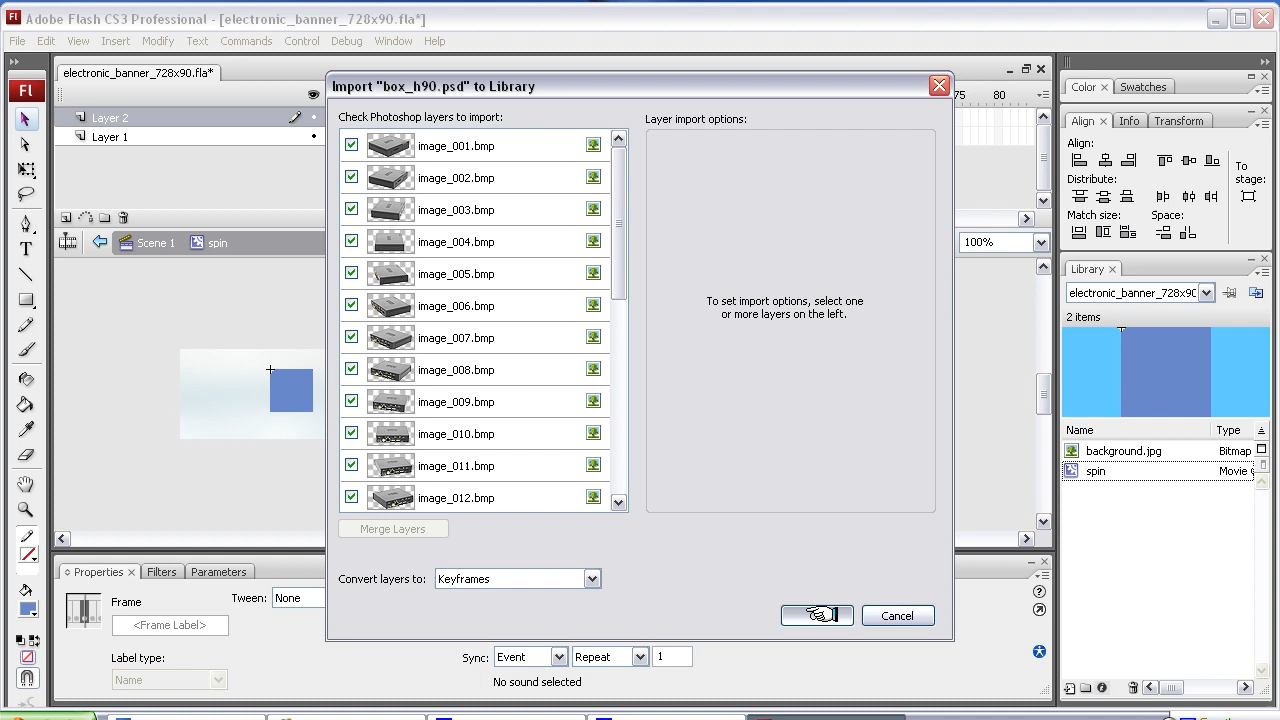 Adobe Flash CS3 Professional - [electronic_banner_728x90.fla*]
File Edit View Insert Modify Text Commands Control Debug Window Help
electronic_banner_728x90.fla*
Layer 2
Layer 1
75 80
Scene 1 spin
100%
Import "box_h90.psd" to Library
Check Photoshop layers to import:
image_001.bmp
image_002.bmp
image_003.bmp
image_004.bmp
image_005.bmp
image_006.bmp
image_007.bmp
image_008.bmp
image_009.bmp
image_010.bmp
image_011.bmp
image_012.bmp
Merge Layers
Convert layers to: Keyframes
Layer import options:
To set import options, select one
or more layers on the left.
Cancel
Color Swatches
Align Info Transform
Align:
To
stage:
Distribute:
Match size: Space:
Library
electronic_banner_728x90
2 items
Name Type
background.jpg Bitmap
spin Movie
Fl
Properties Filters Parameters
Frame Tween: None
<Frame Label>
Label type:
Name
Sync: Event Repeat 1
No sound selected